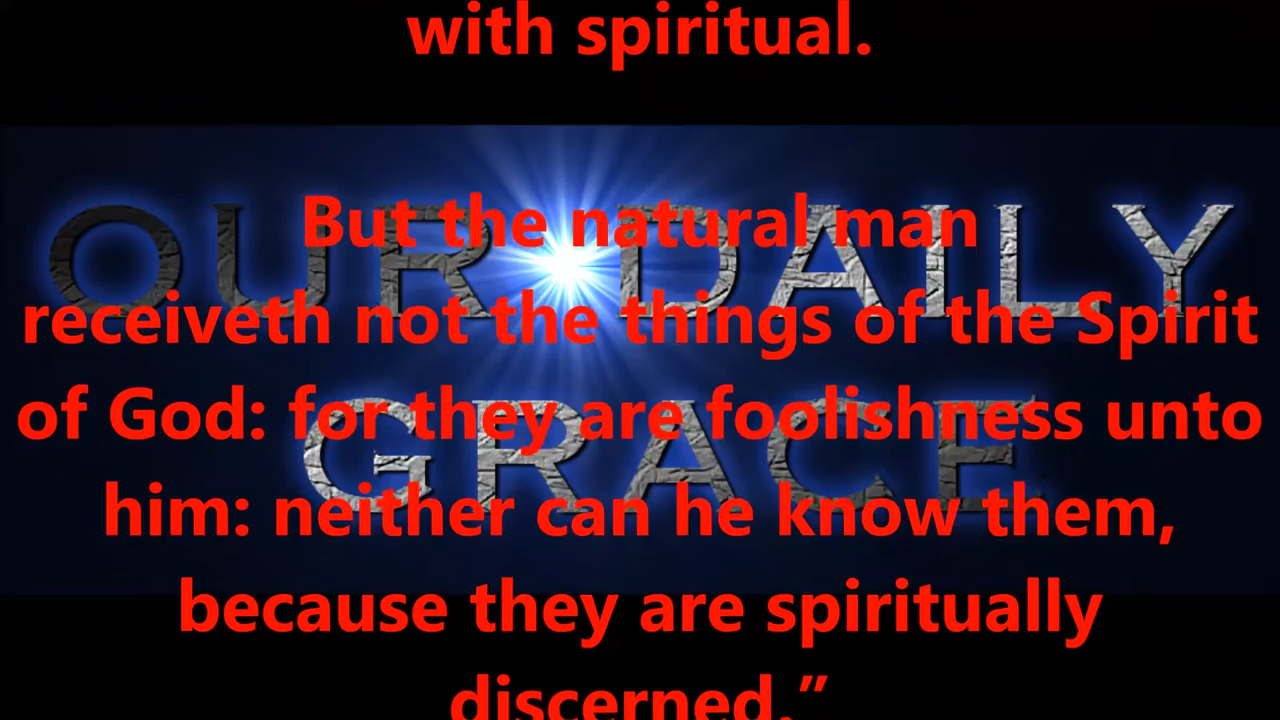 with spiritual.
OUR DAILY
GRACE
But the natural man
receiveth not the things of the Spirit
of God: for they are foolishness unto
him: neither can he know them,
because they are spiritually
discerned.”